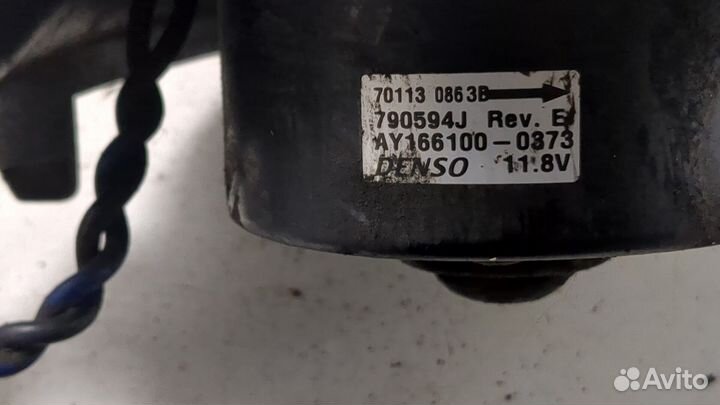 70113 0863B
790594J Rev. E
AY166100-0373
DENSO 11.8V
Avito